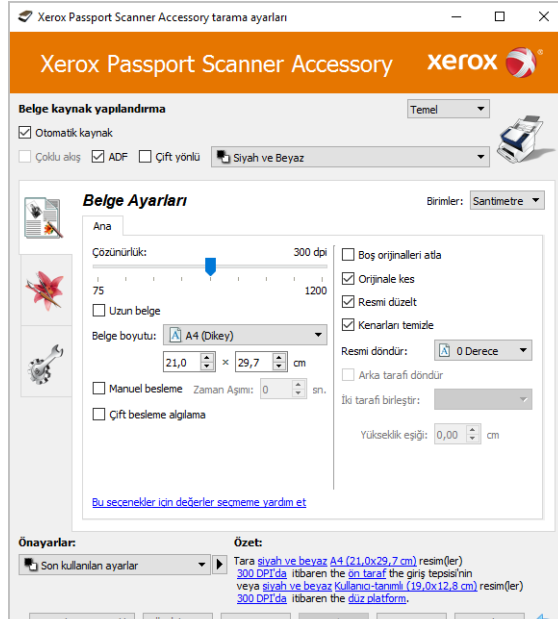 Xerox Passport Scanner Accessory tarama ayarları
Xerox Passport Scanner Accessory
xerox
Belge kaynak yapılandırma
Temel
Otomatik kaynak
Çoklu akış
ADF
Çift yönlü
Siyah ve Beyaz
Belge Ayarları
Birimler:
Santimetre
Ana
Çözünürlük:
300 dpi
75
1200
Uzun belge
Belge boyutu:
A4 (Dikey)
21,0
×
29,7
cm
Manuel besleme
Zaman Aşımı:
0
sn.
Çift besleme algılama
Boş orijinalleri atla
Orijinale kes
Resmi düzelt
Kenarları temizle
Resmi döndür:
0 Derece
Arka tarafı döndür
İki tarafı birleştir:
Yükseklik eşiği:
0,00
cm
Bu seçenekler için değerler seçmeme yardım et
Önayarlar:
Son kullanılan ayarlar
Özet:
Tara siyah ve beyaz A4 (21,0x29,7 cm) resim(ler)
300 DPI'da itibaren the ön taraf the giriş tepsisi'nin
veya siyah ve beyaz Kullanıcı-tanımlı (19,0x12,8 cm) resim(ler)
300 DPI'da itibaren the düz platform.